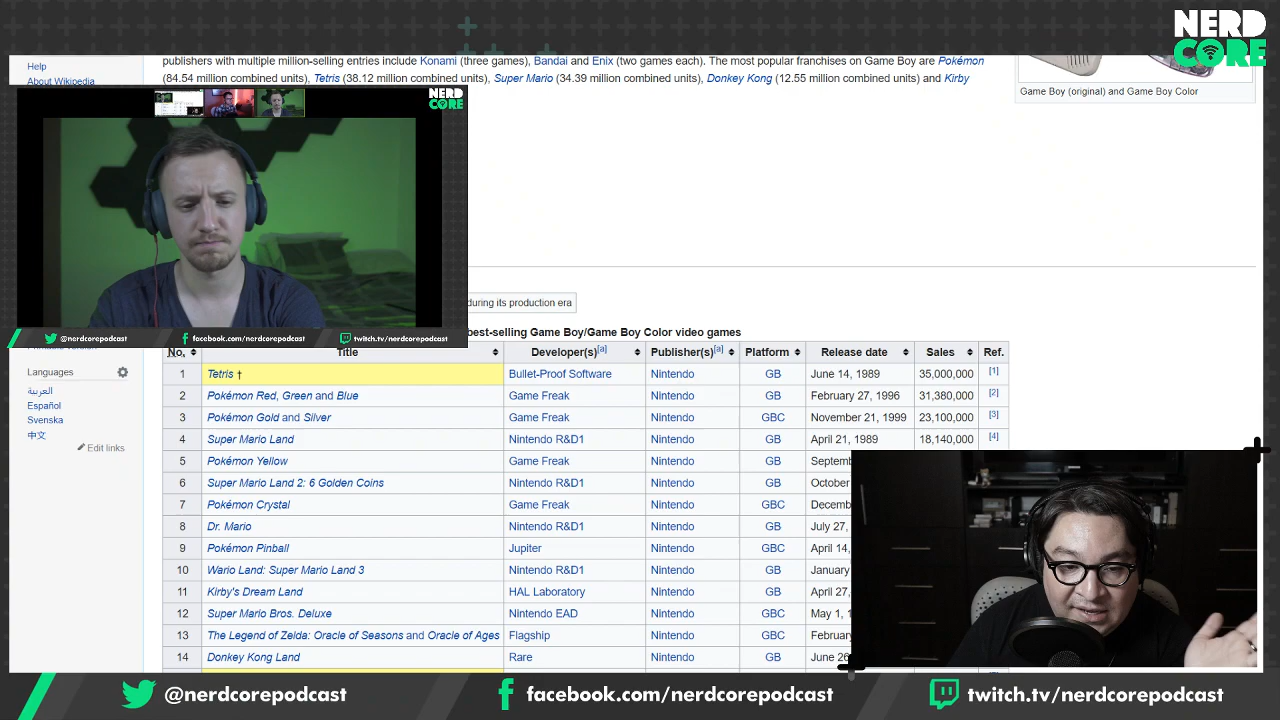 NERD
CORE
Help
About Wikipedia
publishers with multiple million-selling entries include Konami (three games), Bandai and Enix (two games each). The most popular franchises on Game Boy are Pokémon
(84.54 million combined units), Tetris (38.12 million combined units), Super Mario (34.39 million combined units), Donkey Kong (12.55 million combined units) and Kirby
Game Boy (original) and Game Boy Color
NERD
CORE
@nerdcorepodcast facebook.com/nerdcorepodcast twitch.tv/nerdcorepodcast
during its production era
best-selling Game Boy/Game Boy Color video games
No. Title Developer(s)[a] Publisher(s)[a] Platform Release date Sales Ref.
1 Tetris † Bullet-Proof Software Nintendo GB June 14, 1989 35,000,000 [1]
2 Pokémon Red, Green and Blue Game Freak Nintendo GB February 27, 1996 31,380,000 [2]
3 Pokémon Gold and Silver Game Freak Nintendo GBC November 21, 1999 23,100,000 [3]
4 Super Mario Land Nintendo R&D1 Nintendo GB April 21, 1989 18,140,000 [4]
5 Pokémon Yellow Game Freak Nintendo GB Septem
6 Super Mario Land 2: 6 Golden Coins Nintendo R&D1 Nintendo GB October
7 Pokémon Crystal Game Freak Nintendo GBC Decemb
8 Dr. Mario Nintendo R&D1 Nintendo GB July 27,
9 Pokémon Pinball Jupiter Nintendo GBC April 14,
10 Wario Land: Super Mario Land 3 Nintendo R&D1 Nintendo GB January
11 Kirby's Dream Land HAL Laboratory Nintendo GB April 27,
12 Super Mario Bros. Deluxe Nintendo EAD Nintendo GBC May 1, 1
13 The Legend of Zelda: Oracle of Seasons and Oracle of Ages Flagship Nintendo GBC Februar
14 Donkey Kong Land Rare Nintendo GB June 26
Languages
العربية
Español
Svenska
中文
Edit links
@nerdcorepodcast facebook.com/nerdcorepodcast twitch.tv/nerdcorepodcast